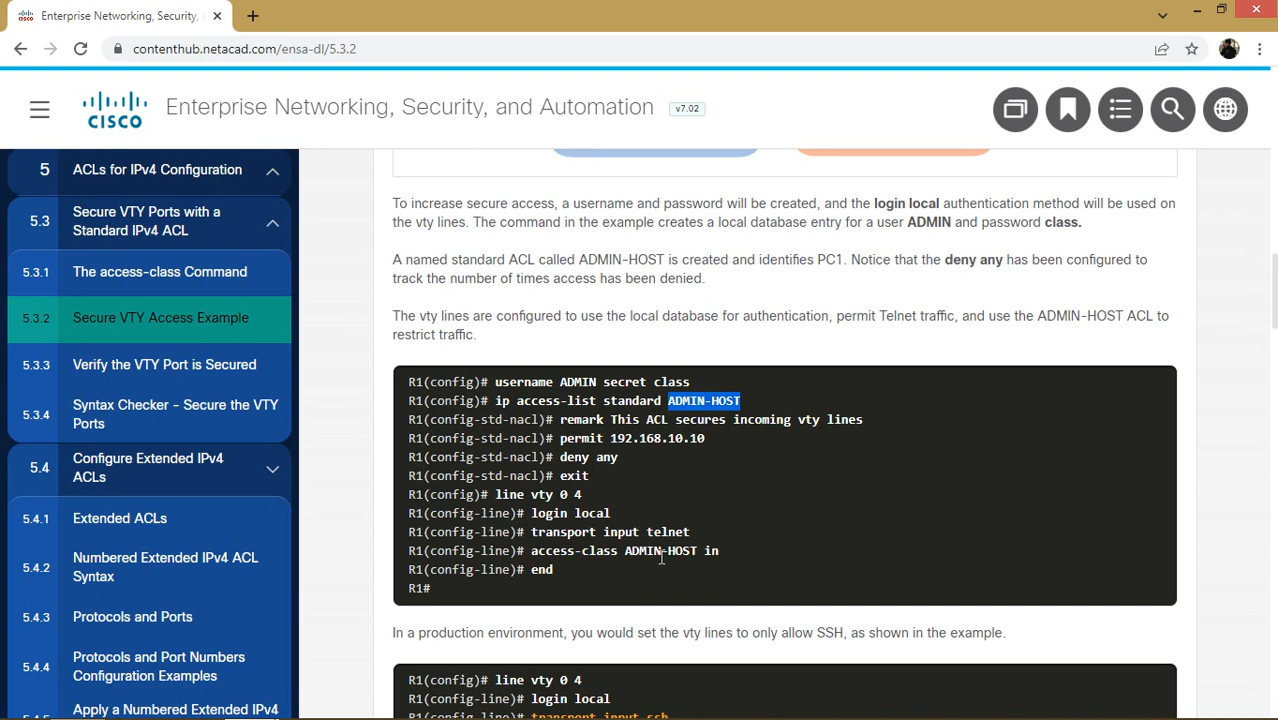 Enterprise Networking, Security,
contenthub.netacad.com/ensa-dl/5.3.2
CISCO
Enterprise Networking, Security, and Automation v7.02
5 ACLs for IPv4 Configuration
5.3 Secure VTY Ports with a
Standard IPv4 ACL
5.3.1 The access-class Command
5.3.2 Secure VTY Access Example
5.3.3 Verify the VTY Port is Secured
5.3.4 Syntax Checker - Secure the VTY
Ports
5.4 Configure Extended IPv4
ACLs
5.4.1 Extended ACLs
5.4.2 Numbered Extended IPv4 ACL
Syntax
5.4.3 Protocols and Ports
5.4.4 Protocols and Port Numbers
Configuration Examples
5.4.5 Apply a Numbered Extended IPv4
To increase secure access, a username and password will be created, and the login local authentication method will be used on
the vty lines. The command in the example creates a local database entry for a user ADMIN and password class.
A named standard ACL called ADMIN-HOST is created and identifies PC1. Notice that the deny any has been configured to
track the number of times access has been denied.
The vty lines are configured to use the local database for authentication, permit Telnet traffic, and use the ADMIN-HOST ACL to
restrict traffic.
R1(config)# username ADMIN secret class
R1(config)# ip access-list standard ADMIN-HOST
R1(config-std-nacl)# remark This ACL secures incoming vty lines
R1(config-std-nacl)# permit 192.168.10.10
R1(config-std-nacl)# deny any
R1(config-std-nacl)# exit
R1(config)# line vty 0 4
R1(config-line)# login local
R1(config-line)# transport input telnet
R1(config-line)# access-class ADMIN-HOST in
R1(config-line)# end
R1#
In a production environment, you would set the vty lines to only allow SSH, as shown in the example.
R1(config)# line vty 0 4
R1(config-line)# login local
R1(config-line)# transport input ssh